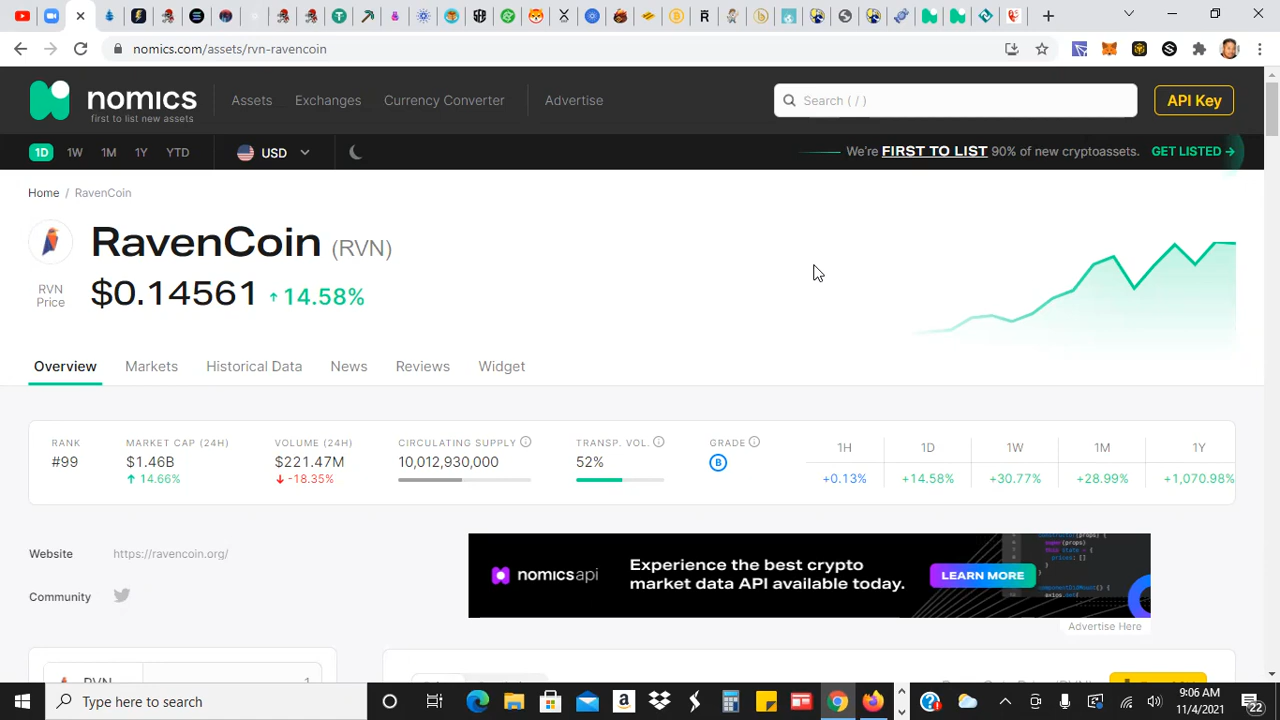 nomics.com/assets/rvn-ravencoin
nomics
first to list new assets
Assets Exchanges Currency Converter Advertise
Search ( / )
API Key
1D 1W 1M 1Y YTD USD
We're FIRST TO LIST 90% of new cryptoassets. GET LISTED →
Home / RavenCoin
RavenCoin (RVN)
RVN Price
$0.14561 ↑ 14.58%
Overview Markets Historical Data News Reviews Widget
RANK MARKET CAP (24H) VOLUME (24H) CIRCULATING SUPPLY TRANSP. VOL. GRADE 1H 1D 1W 1M 1Y
#99 $1.46B $221.47M 10,012,930,000 52% B
↑ 14.66% ↓ -18.35% +0.13% +14.58% +30.77% +28.99% +1,070.98%
Website https://ravencoin.org/
Community
nomics api
Experience the best crypto
market data API available today.
LEARN MORE
Advertise Here
RVN 1
Type here to search
9:06 AM
11/4/2021
22